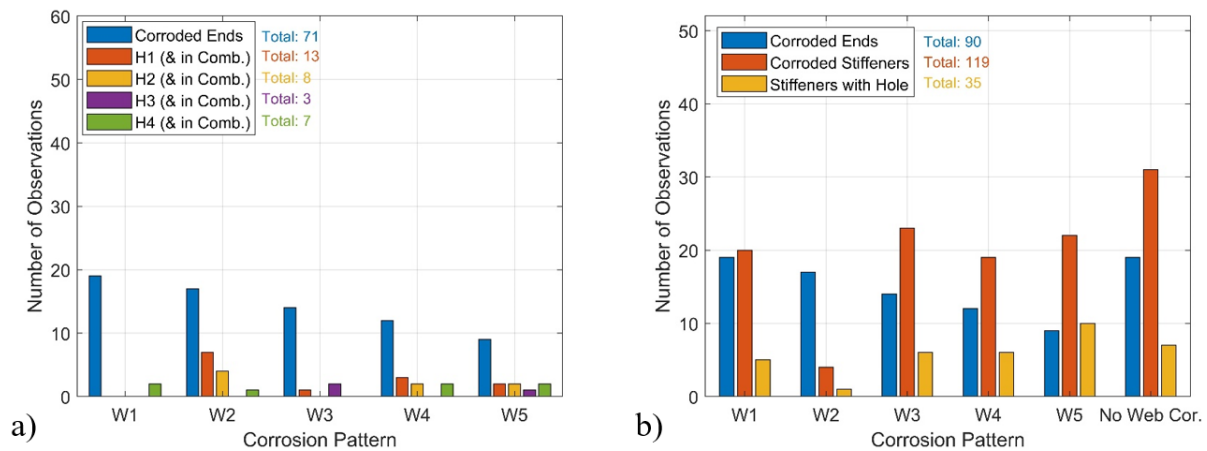 60
50
40
30
20
10
0
Number of Observations
Corroded Ends Total: 71
H1 (& in Comb.) Total: 13
H2 (& in Comb.) Total: 8
H3 (& in Comb.) Total: 3
H4 (& in Comb.) Total: 7
W1 W2 W3 W4 W5
Corrosion Pattern
a)
50
40
30
20
10
0
Number of Observations
Corroded Ends Total: 90
Corroded Stiffeners Total: 119
Stiffeners with Hole Total: 35
W1 W2 W3 W4 W5 No Web Cor.
Corrosion Pattern
b)